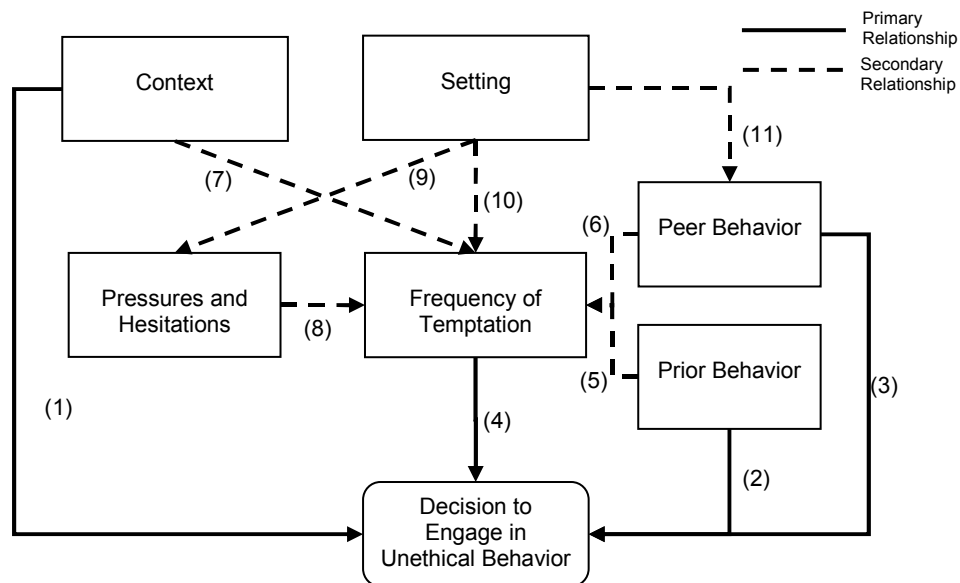 Primary
Relationship
Secondary
Relationship
Context
Setting
(7)
(9)
(10)
(11)
(6)
Peer Behavior
Pressures and
Hesitations
(8)
Frequency of
Temptation
(5)
Prior Behavior
(3)
(1)
(4)
(2)
Decision to
Engage in
Unethical Behavior